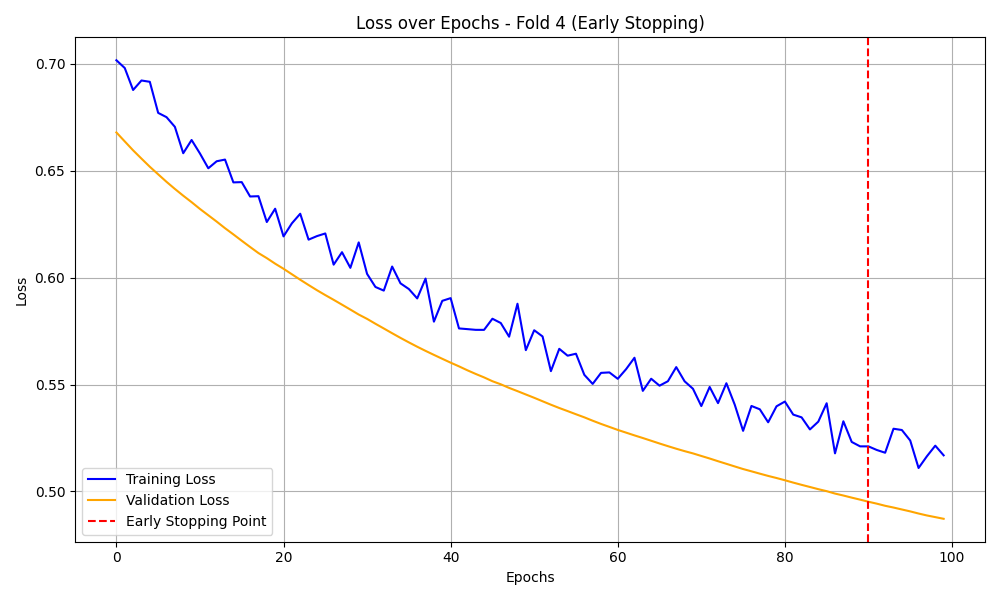 Loss over Epochs - Fold 4 (Early Stopping)
0.70
0.65
0.60
0.55
0.50
Loss
Training Loss
Validation Loss
Early Stopping Point
0 20 40 60 80 100
Epochs